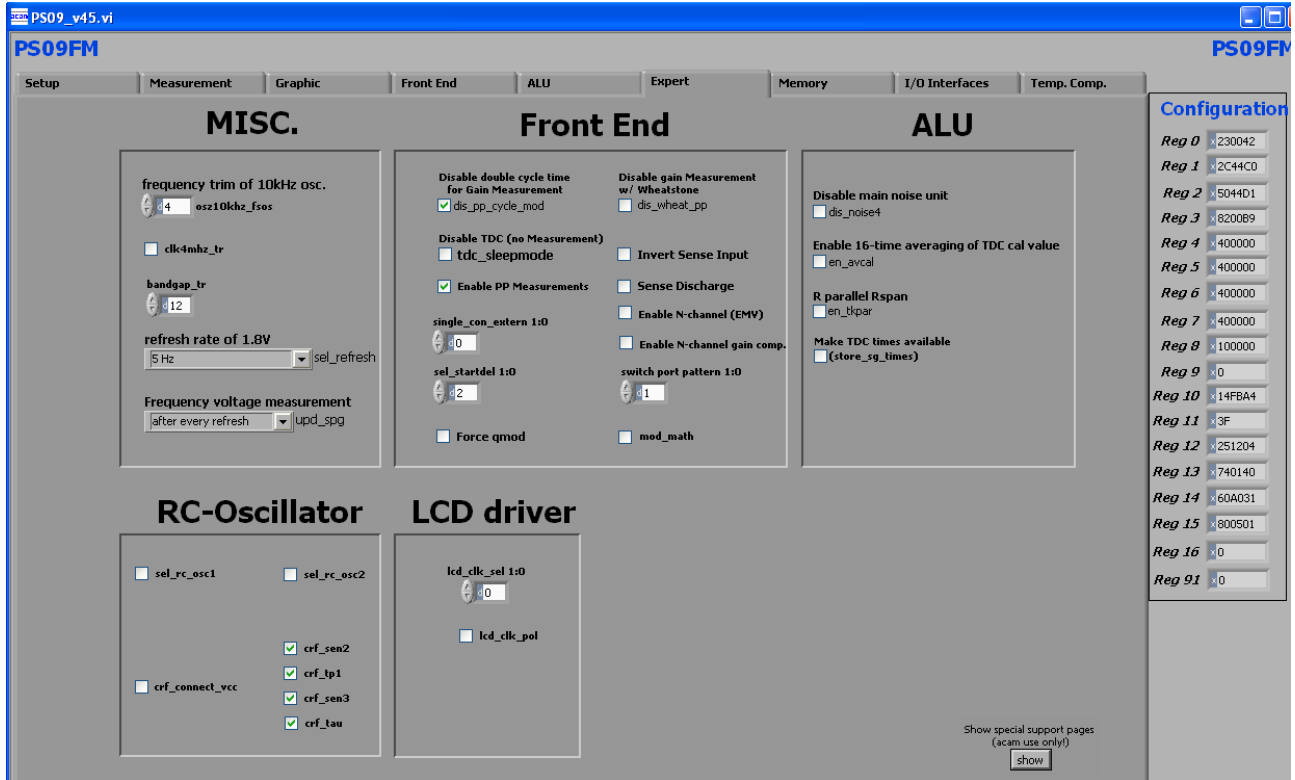 acam PS09_v45.vi
PS09FM PS09FM
Setup Measurement Graphic Front End ALU Expert Memory I/O Interfaces Temp. Comp.
MISC.
frequency trim of 10kHz osc.
d 4 osz10khz_fsos
clk4mhz_tr
bandgap_tr
d 12
refresh rate of 1.8V
5 Hz sel_refresh
Frequency voltage measurement
after every refresh upd_spg
Front End
Disable double cycle time
for Gain Measurement
dis_pp_cycle_mod
Disable gain Measurement
w/ Wheatstone
dis_wheat_pp
Disable TDC (no Measurement)
tdc_sleepmode
Invert Sense Input
Enable PP Measurements
Sense Discharge
Enable N-channel (EMV)
single_con_extern 1:0
d 0
Enable N-channel gain comp.
sel_startdel 1:0
d 2
switch port pattern 1:0
d 1
Force qmod
mod_math
ALU
Disable main noise unit
dis_noise4
Enable 16-time averaging of TDC cal value
en_avcal
R parallel Rspan
en_tkpar
Make TDC times available
(store_sg_times)
RC-Oscillator
sel_rc_osc1
sel_rc_osc2
crf_sen2
crf_tp1
crf_connect_vcc
crf_sen3
crf_tau
LCD driver
lcd_clk_sel 1:0
d 0
lcd_clk_pol
Show special support pages
(acam use only!)
show
Configuration
Reg 0 x 230042
Reg 1 x 2C44C0
Reg 2 x 5044D1
Reg 3 x 8200B9
Reg 4 x 400000
Reg 5 x 400000
Reg 6 x 400000
Reg 7 x 400000
Reg 8 x 100000
Reg 9 x 0
Reg 10 x 14FBA4
Reg 11 x 3F
Reg 12 x 251204
Reg 13 x 740140
Reg 14 x 60A031
Reg 15 x 800501
Reg 16 x 0
Reg 91 x 0